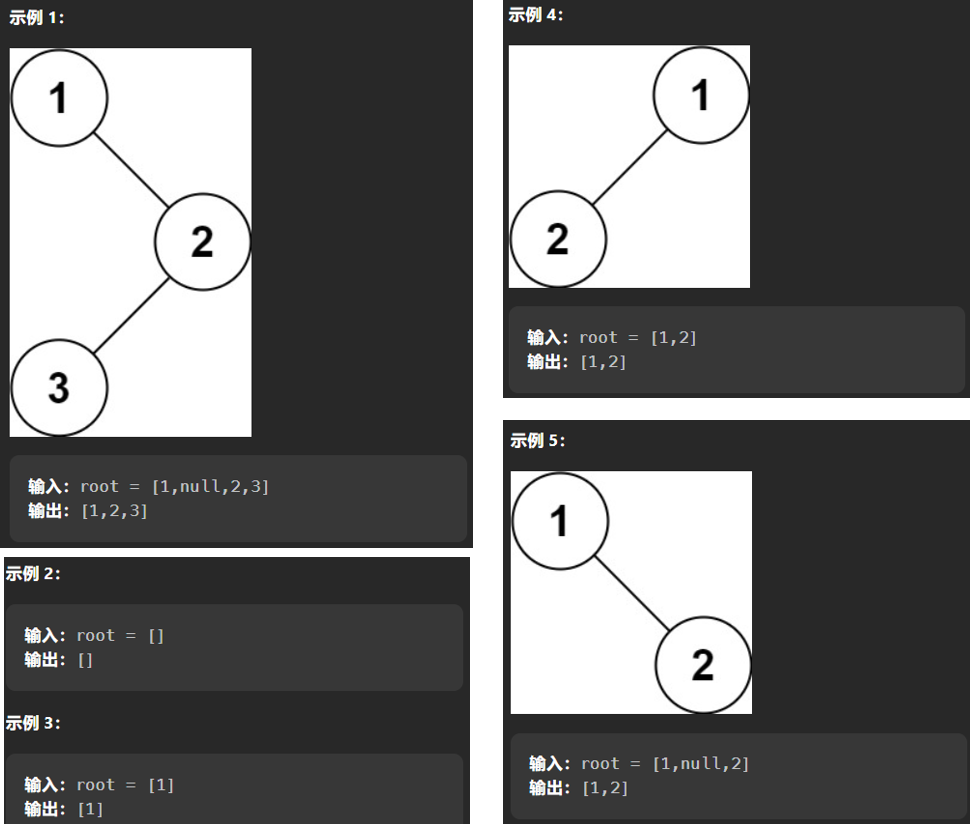 示例 1：
1
2
3
输入：root = [1,null,2,3]
输出：[1,2,3]
示例 2：
输入：root = []
输出：[]
示例 3：
输入：root = [1]
输出：[1]
示例 4：
1
2
输入：root = [1,2]
输出：[1,2]
示例 5：
1
2
输入：root = [1,null,2]
输出：[1,2]